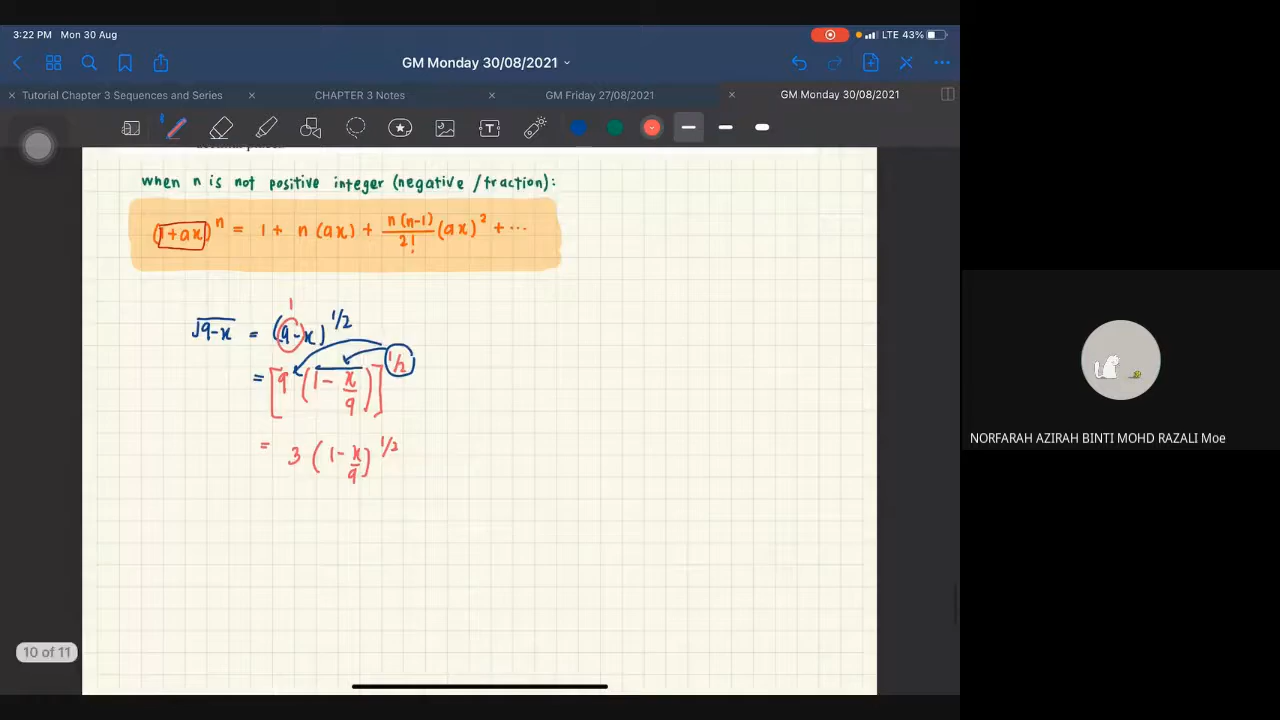 3:22 PM Mon 30 Aug
LTE 43%
GM Monday 30/08/2021
Tutorial Chapter 3 Sequences and Series
CHAPTER 3 Notes
GM Friday 27/08/2021
GM Monday 30/08/2021
when n is not positive integer (negative /fraction):
(1+ax)^n = 1 + n (ax) + n(n-1)/2! (ax)^2 + ...
1
√9-x = (9-x)^1/2
= [9 (1 - x/9)]^1/2
= 3 (1 - x/9)^1/2
10 of 11
NORFARAH AZIRAH BINTI MOHD RAZALI Moe